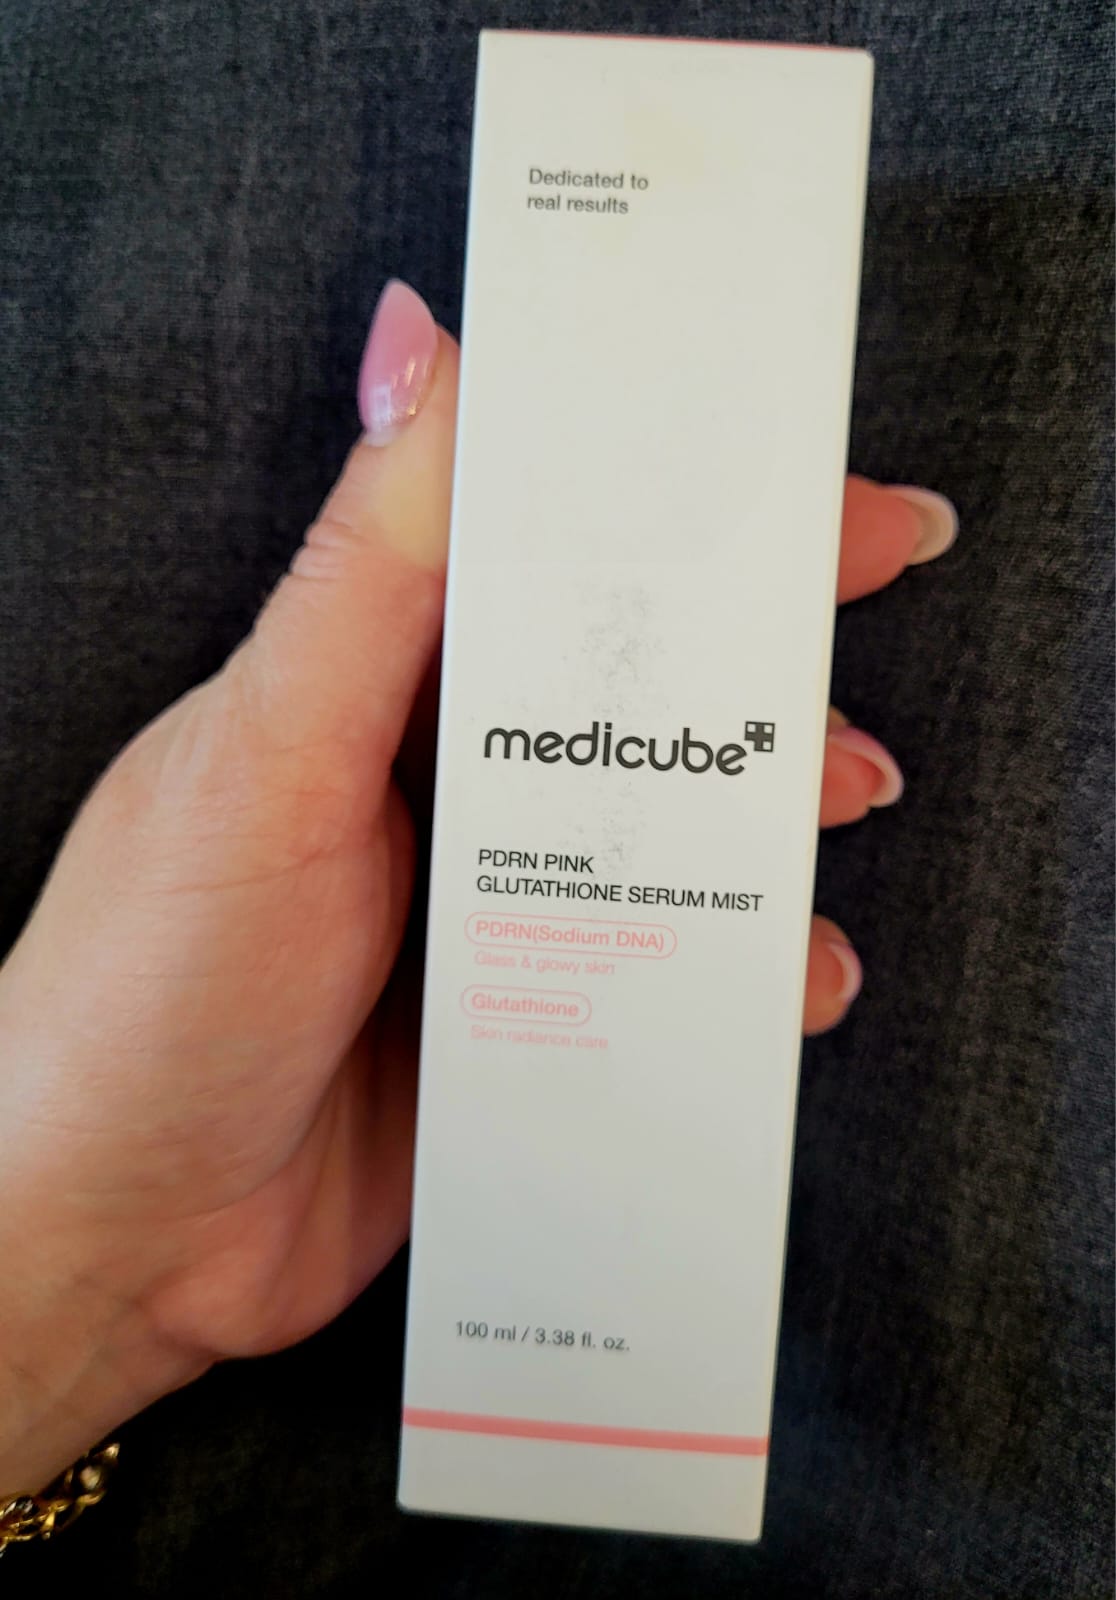 Dedicated to
real results
medicube
PDRN PINK
GLUTATHIONE SERUM MIST
PDRN(Sodium DNA)
Glass & glowy skin
Glutathione
Skin radiance care
100 ml / 3.38 fl. oz.